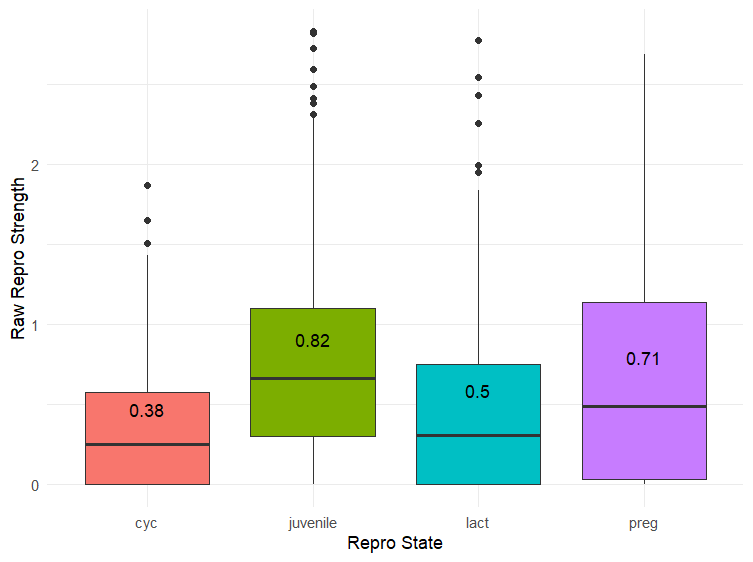 Raw Repro Strength
2
1
0
0.38
0.82
0.5
0.71
cyc
juvenile
lact
preg
Repro State